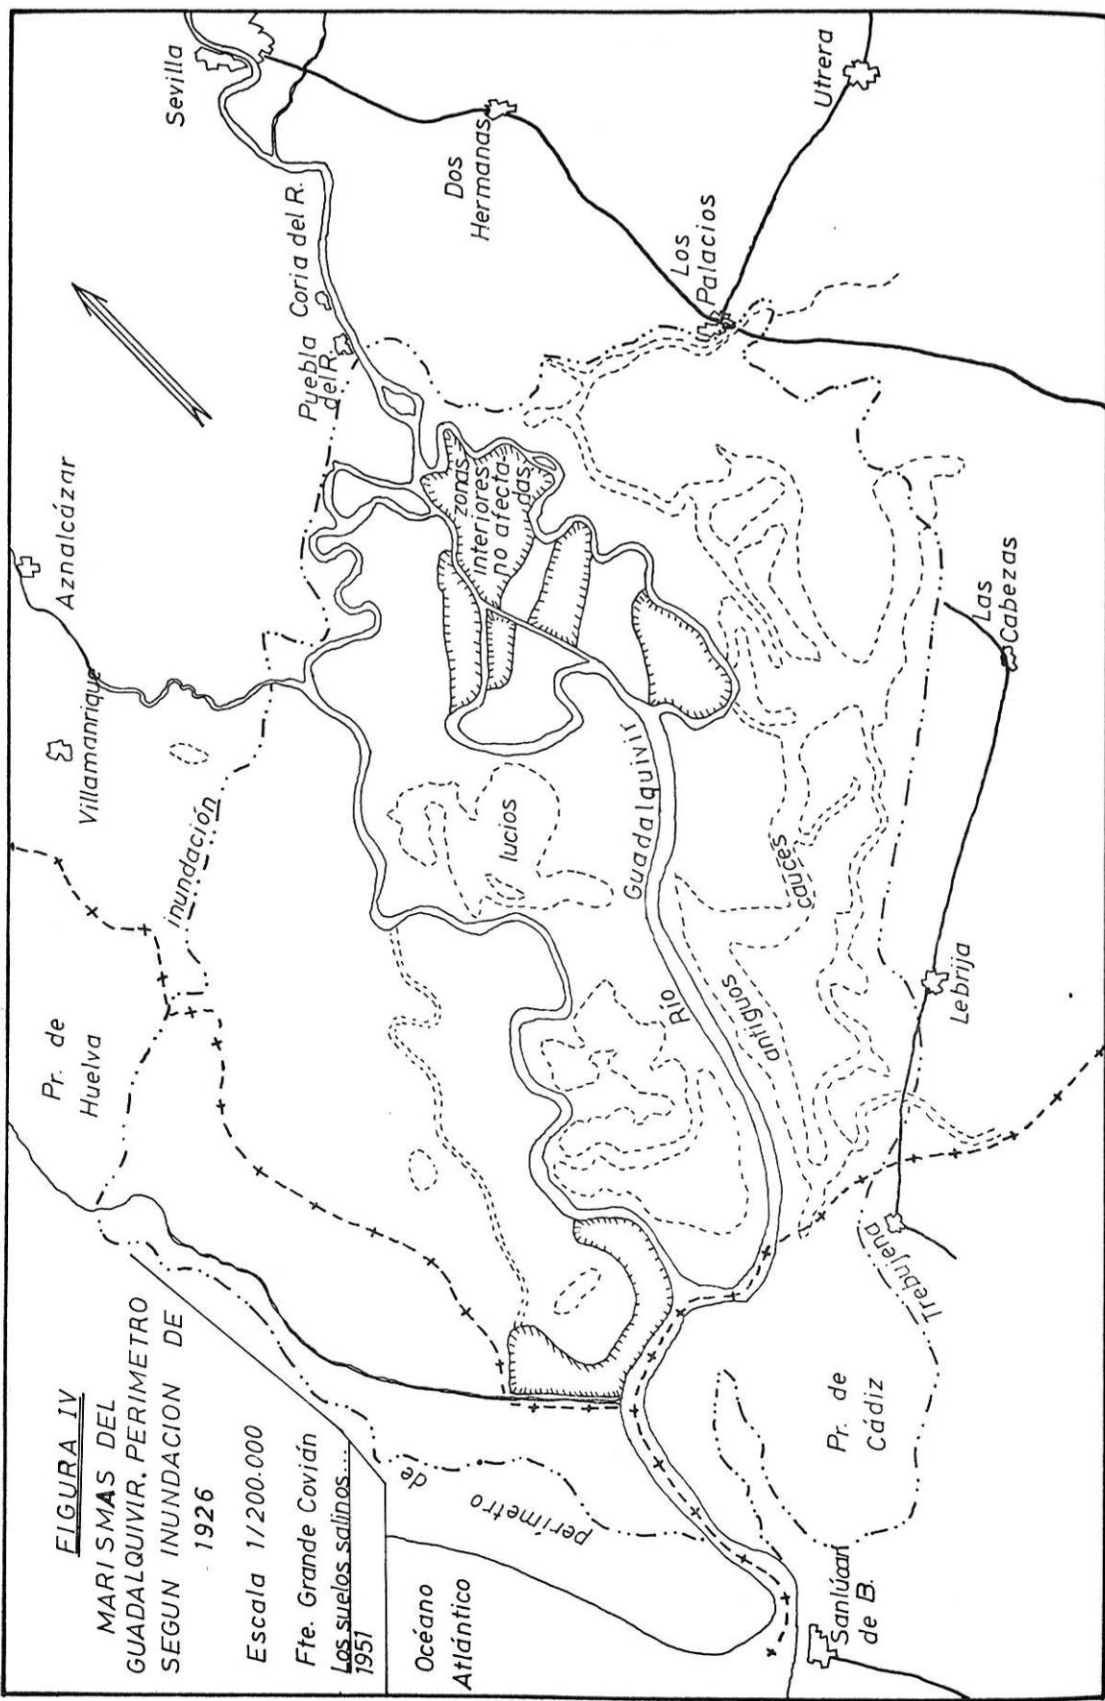 FIGURA IV
MARISMAS DEL
GUADALQUIVIR. PERIMETRO
SEGUN INUNDACION DE
1926
Escala 1/200.000
Fte. Grande Covián
Los suelos salinos...
1951
Océano
Atlántico
Pr. de
Huelva
Villamanrique
Aznalcázar
Sevilla
inundación
Puebla
del R.
Coria del R.
Dos
Hermanas
Utrera
Los
Palacios
zonas
interiores
no afecta-
das
lucios
Río
Guadalquivir
antiguos
cauces
Las
Cabezas
Lebrija
Trebujena
perímetro
de
Pr. de
Cádiz
Sanlúcar
de B.